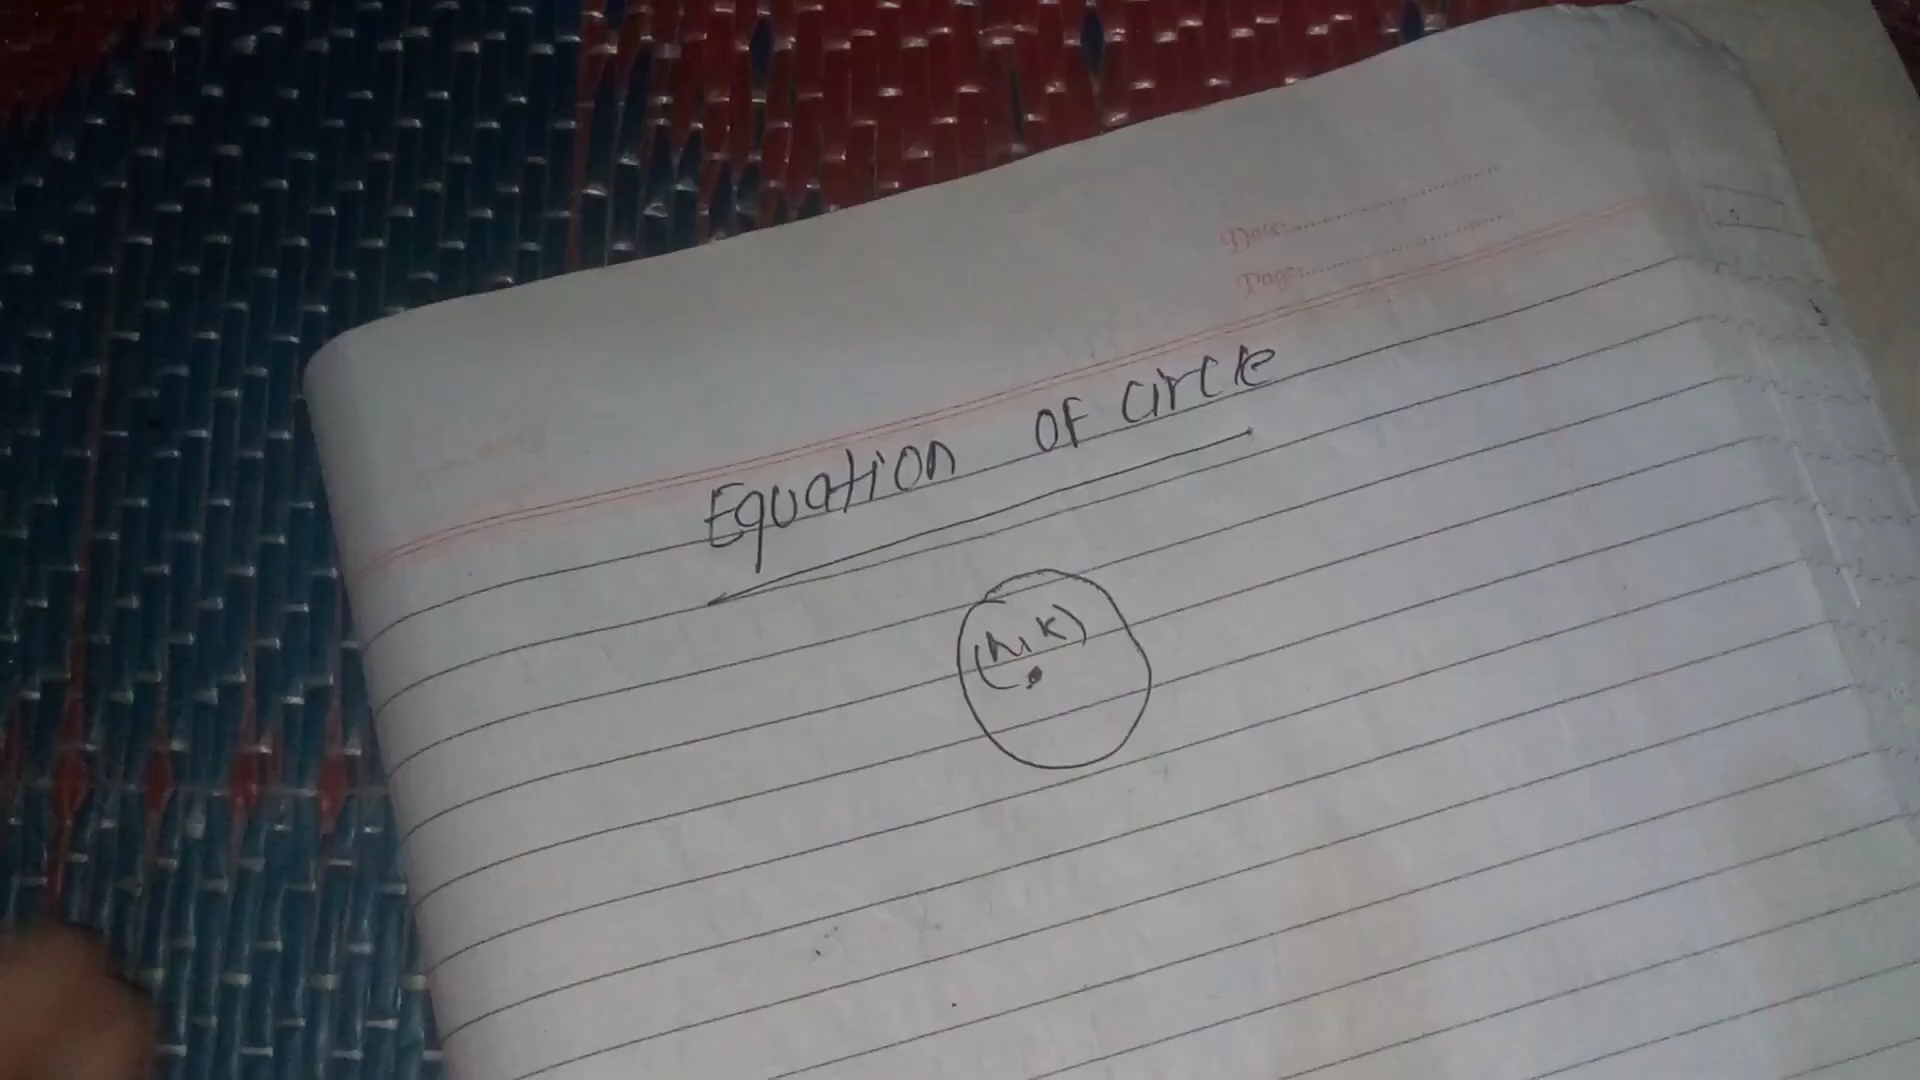 Date:
Page:
Equation OF circle
(h, k)